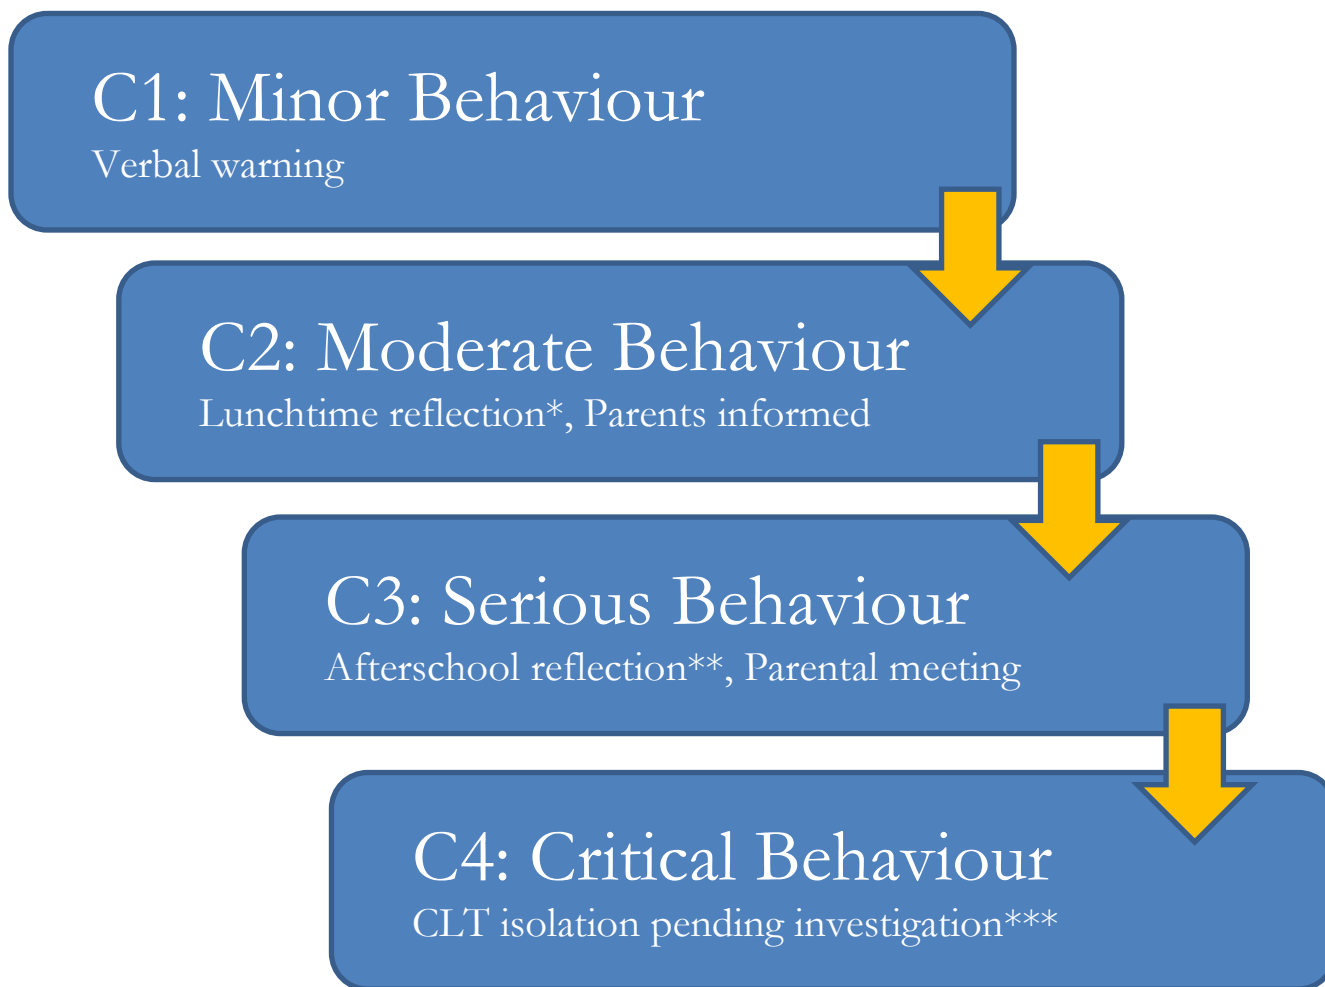 C1: Minor Behaviour
Verbal warning
C2: Moderate Behaviour
Lunchtime reflection*, Parents informed
C3: Serious Behaviour
Afterschool reflection**, Parental meeting
C4: Critical Behaviour
CLT isolation pending investigation***